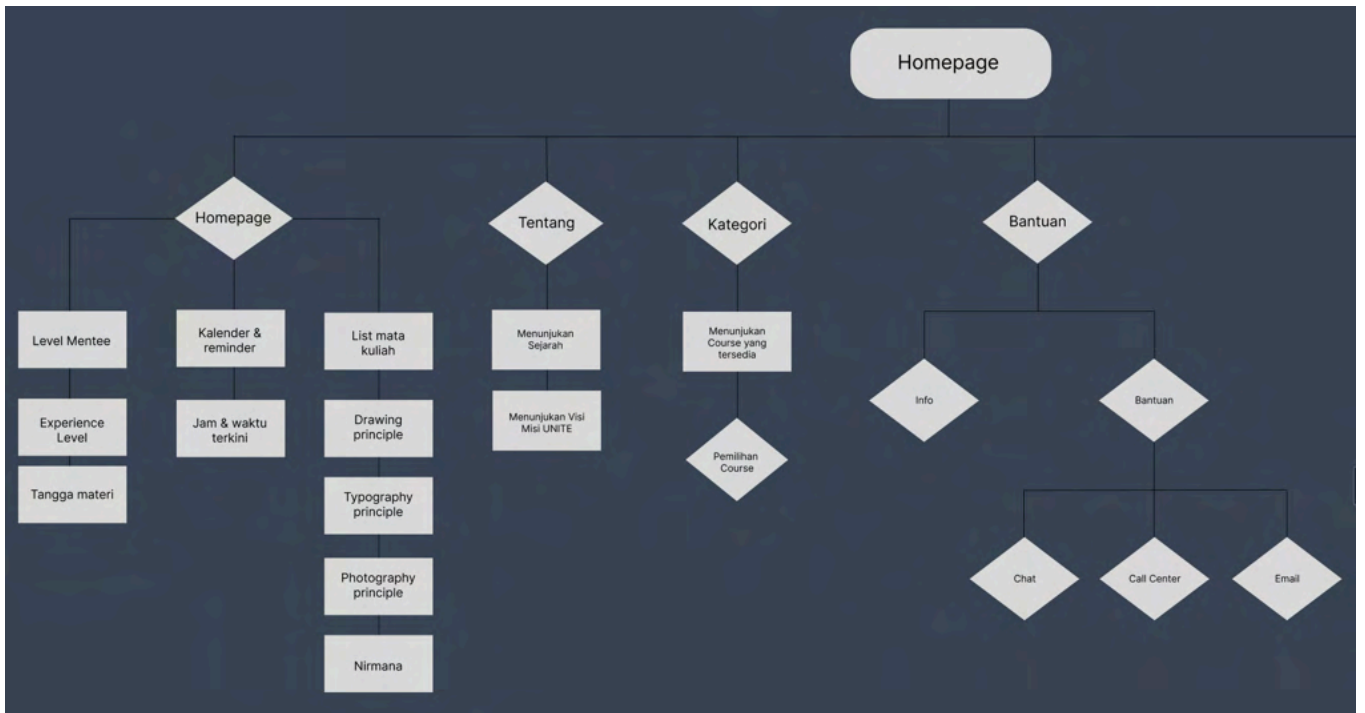 Homepage
Homepage
Tentang
Kategori
Bantuan
Level Mentee
Experience
Level
Tangga materi
Kalender &
reminder
Jam & waktu
terkini
List mata
kuliah
Drawing
principle
Typography
principle
Photography
principle
Nirmana
Menunjukan
Sejarah
Menunjukan Visi
Misi UNITE
Menunjukan
Course yang
tersedia
Pemilihan
Course
Info
Bantuan
Chat
Call Center
Email